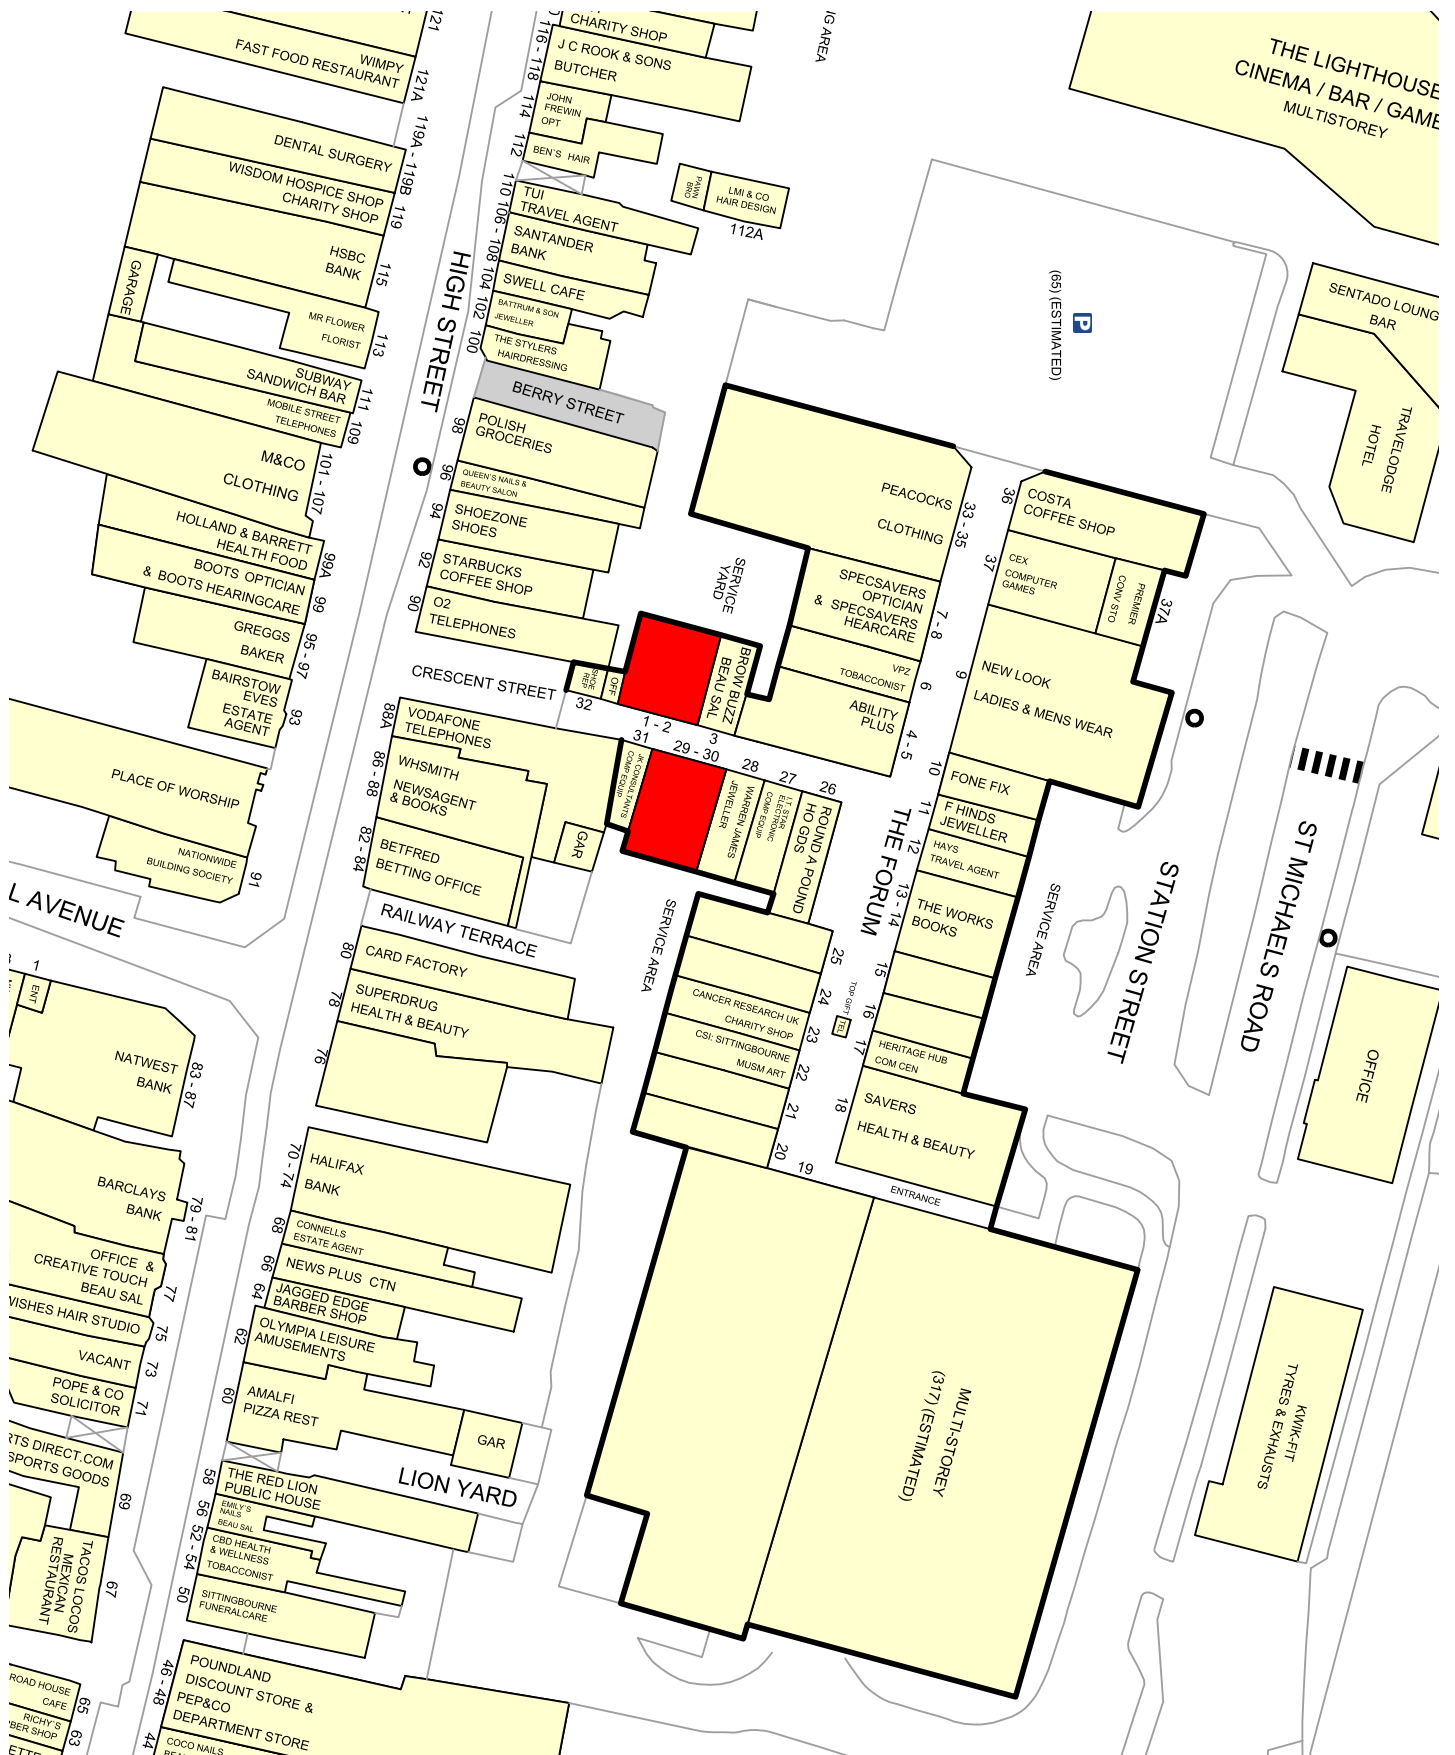 121
WIMPY
FAST FOOD RESTAURANT
121A
119A - 119B
DENTAL SURGERY
WISDOM HOSPICE SHOP
CHARITY SHOP
119
HSBC
BANK
115
GARAGE
MR FLOWER
FLORIST
113
SUBWAY
SANDWICH BAR
111
MOBILE STREET
TELEPHONES
109
M&CO
CLOTHING
101 - 107
HOLLAND & BARRETT
HEALTH FOOD
99A
BOOTS OPTICIAN
& BOOTS HEARINGCARE
99
GREGGS
BAKER
95 - 97
BAIRSTOW
EVES
ESTATE
AGENT
93
PLACE OF WORSHIP
NATIONWIDE
BUILDING SOCIETY
91
L AVENUE
1
ENT
NATWEST
BANK
83 - 87
BARCLAYS
BANK
79 - 81
OFFICE &
CREATIVE TOUCH
BEAU SAL
77
WISHES HAIR STUDIO
75
VACANT
73
POPE & CO
SOLICITOR
71
RTS DIRECT.COM
SPORTS GOODS
69
TACOS LOCOS
MEXICAN
RESTAURANT
67
ROAD HOUSE
CAFE
65
RICHY'S
BER SHOP
63
HIGH STREET
CHARITY SHOP
116 - 118
J C ROOK & SONS
BUTCHER
114
JOHN
FREWIN
OPT
112
BEN'S HAIR
PAWN
BRO
LMI & CO
HAIR DESIGN
112A
110
TUI
TRAVEL AGENT
106 - 108
SANTANDER
BANK
104
SWELL CAFE
102
BATTRUM & SON
JEWELLER
100
THE STYLERS
HAIRDRESSING
BERRY STREET
98
POLISH
GROCERIES
96
QUEEN'S NAILS &
BEAUTY SALON
94
SHOEZONE
SHOES
92
STARBUCKS
COFFEE SHOP
90
O2
TELEPHONES
CRESCENT STREET
SHOE
REP
OFF
32
1 - 2
BROW BUZZ
BEAU SAL
3
SERVICE
YARD
88A
VODAFONE
TELEPHONES
86 - 88
WHSMITH
NEWSAGENT
& BOOKS
82 - 84
BETFRED
BETTING OFFICE
GAR
31
JK CONSULTANTS
COMP EQUIP
29 - 30
28
WARREN JAMES
JEWELLER
27
I.T. STAR
ELECTRONIC
COMP EQUIP
26
ROUND A POUND
HO GDS
RAILWAY TERRACE
80
CARD FACTORY
78
SUPERDRUG
HEALTH & BEAUTY
76
70 - 74
HALIFAX
BANK
68
CONNELLS
ESTATE AGENT
66
NEWS PLUS CTN
64
JAGGED EDGE
BARBER SHOP
62
OLYMPIA LEISURE
AMUSEMENTS
60
AMALFI
PIZZA REST
GAR
LION YARD
58
THE RED LION
PUBLIC HOUSE
56
EMILY'S
NAILS
BEAU SAL
52 - 54
CBD HEALTH
& WELLNESS
TOBACCONIST
50
SITTINGBOURNE
FUNERALCARE
46 - 48
POUNDLAND
DISCOUNT STORE &
PEP&CO
DEPARTMENT STORE
44
COCO NAILS
SERVICE AREA
25
24
CANCER RESEARCH UK
CHARITY SHOP
23
CSI: SITTINGBOURNE
MUSM ART
22
21
20
19
ENTRANCE
TOP GIFT
TEL
THE FORUM
PEACOCKS
CLOTHING
33 - 35
SPECSAVERS
OPTICIAN
& SPECSAVERS
HEARCARE
7 - 8
VPZ
TOBACCONIST
6
ABILITY
PLUS
4 - 5
36
COSTA
COFFEE SHOP
37
CEX
COMPUTER
GAMES
PREMIER
CONV STO
37A
9
NEW LOOK
LADIES & MENS WEAR
10
FONE FIX
11
F HINDS
JEWELLER
12
HAYS
TRAVEL AGENT
13 - 14
THE WORKS
BOOKS
15
16
17
HERITAGE HUB
COM CEN
18
SAVERS
HEALTH & BEAUTY
SERVICE AREA
MULTI-STOREY
(317) (ESTIMATED)
IG AREA
(65) (ESTIMATED)
P
THE LIGHTHOUSE
CINEMA / BAR / GAME
MULTISTOREY
SENTADO LOUNG
BAR
TRAVELODGE
HOTEL
STATION STREET
ST MICHAELS ROAD
OFFICE
KWIK-FIT
TYRES & EXHAUSTS